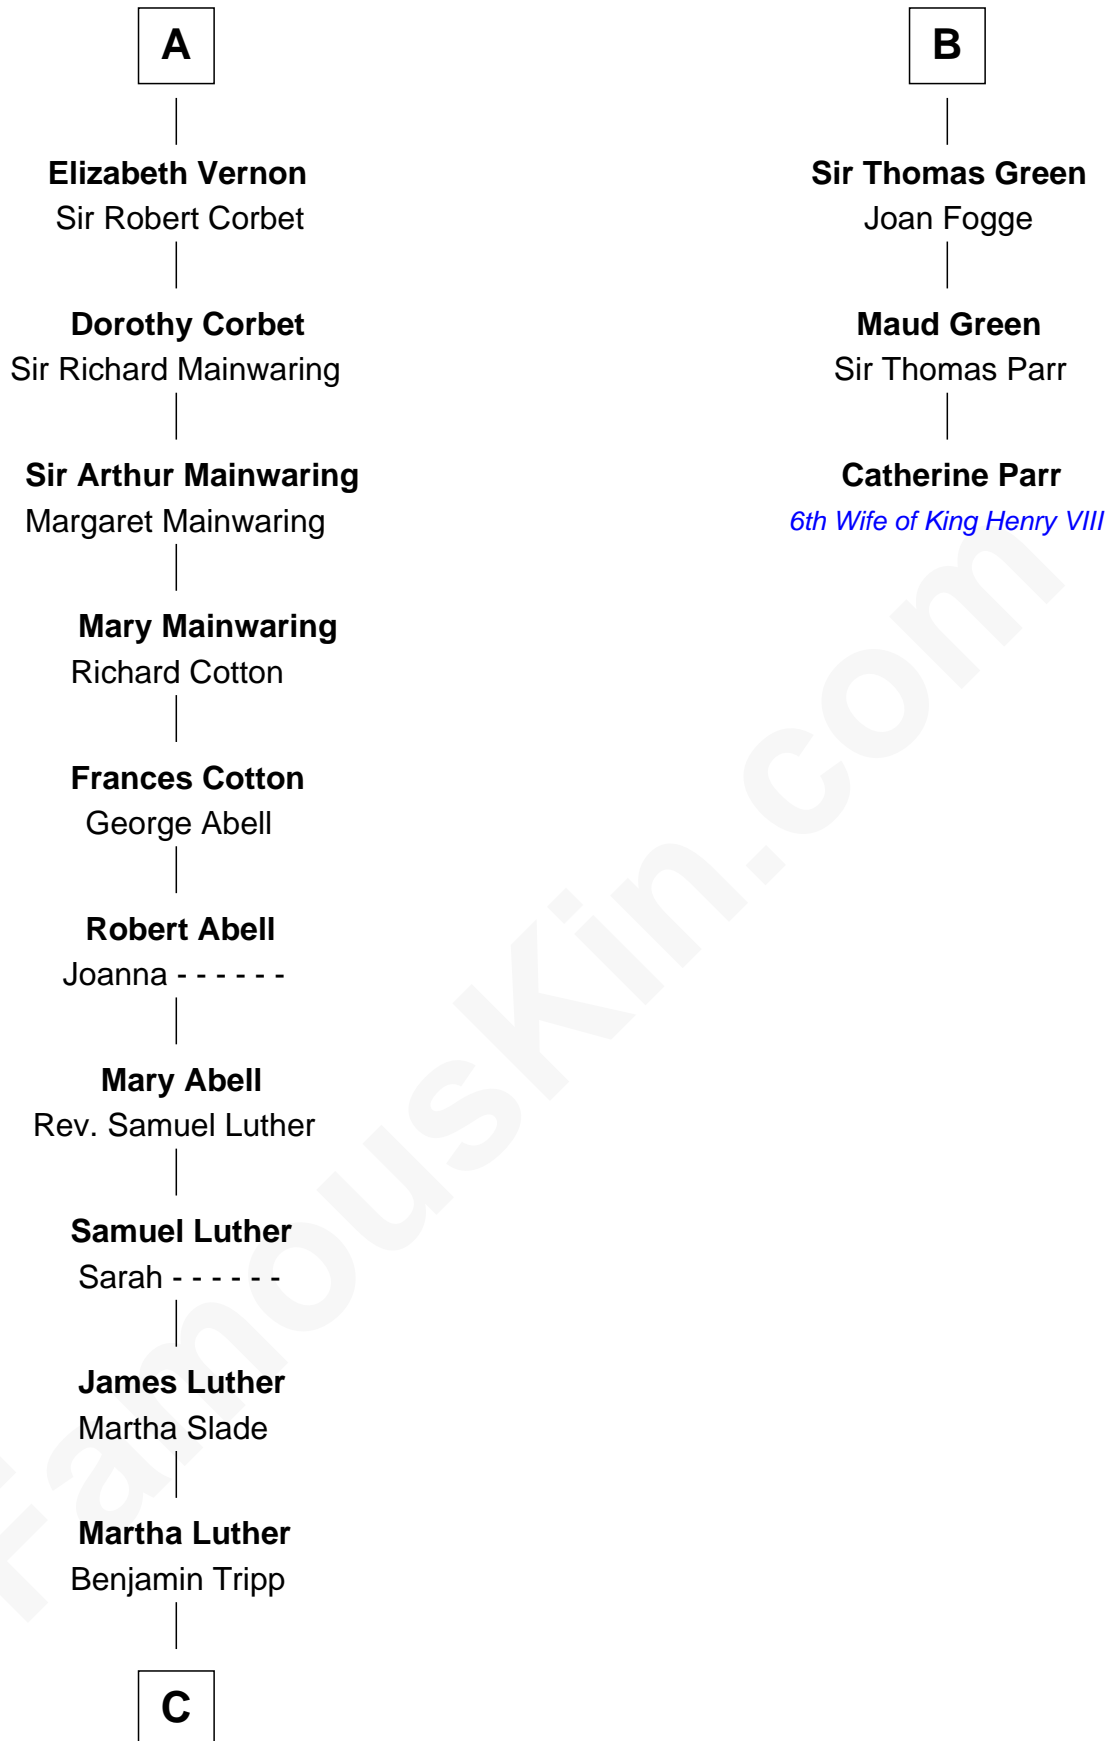 A
Elizabeth Vernon
Sir Robert Corbet
Dorothy Corbet
Sir Richard Mainwaring
Sir Arthur Mainwaring
Margaret Mainwaring
Mary Mainwaring
Richard Cotton
Frances Cotton
George Abell
Robert Abell
Joanna - - - - - -
Mary Abell
Rev. Samuel Luther
Samuel Luther
Sarah - - - - - -
James Luther
Martha Slade
Martha Luther
Benjamin Tripp
C
B
Sir Thomas Green
Joan Fogge
Maud Green
Sir Thomas Parr
Catherine Parr
6th Wife of King Henry VIII
FamousKin.com